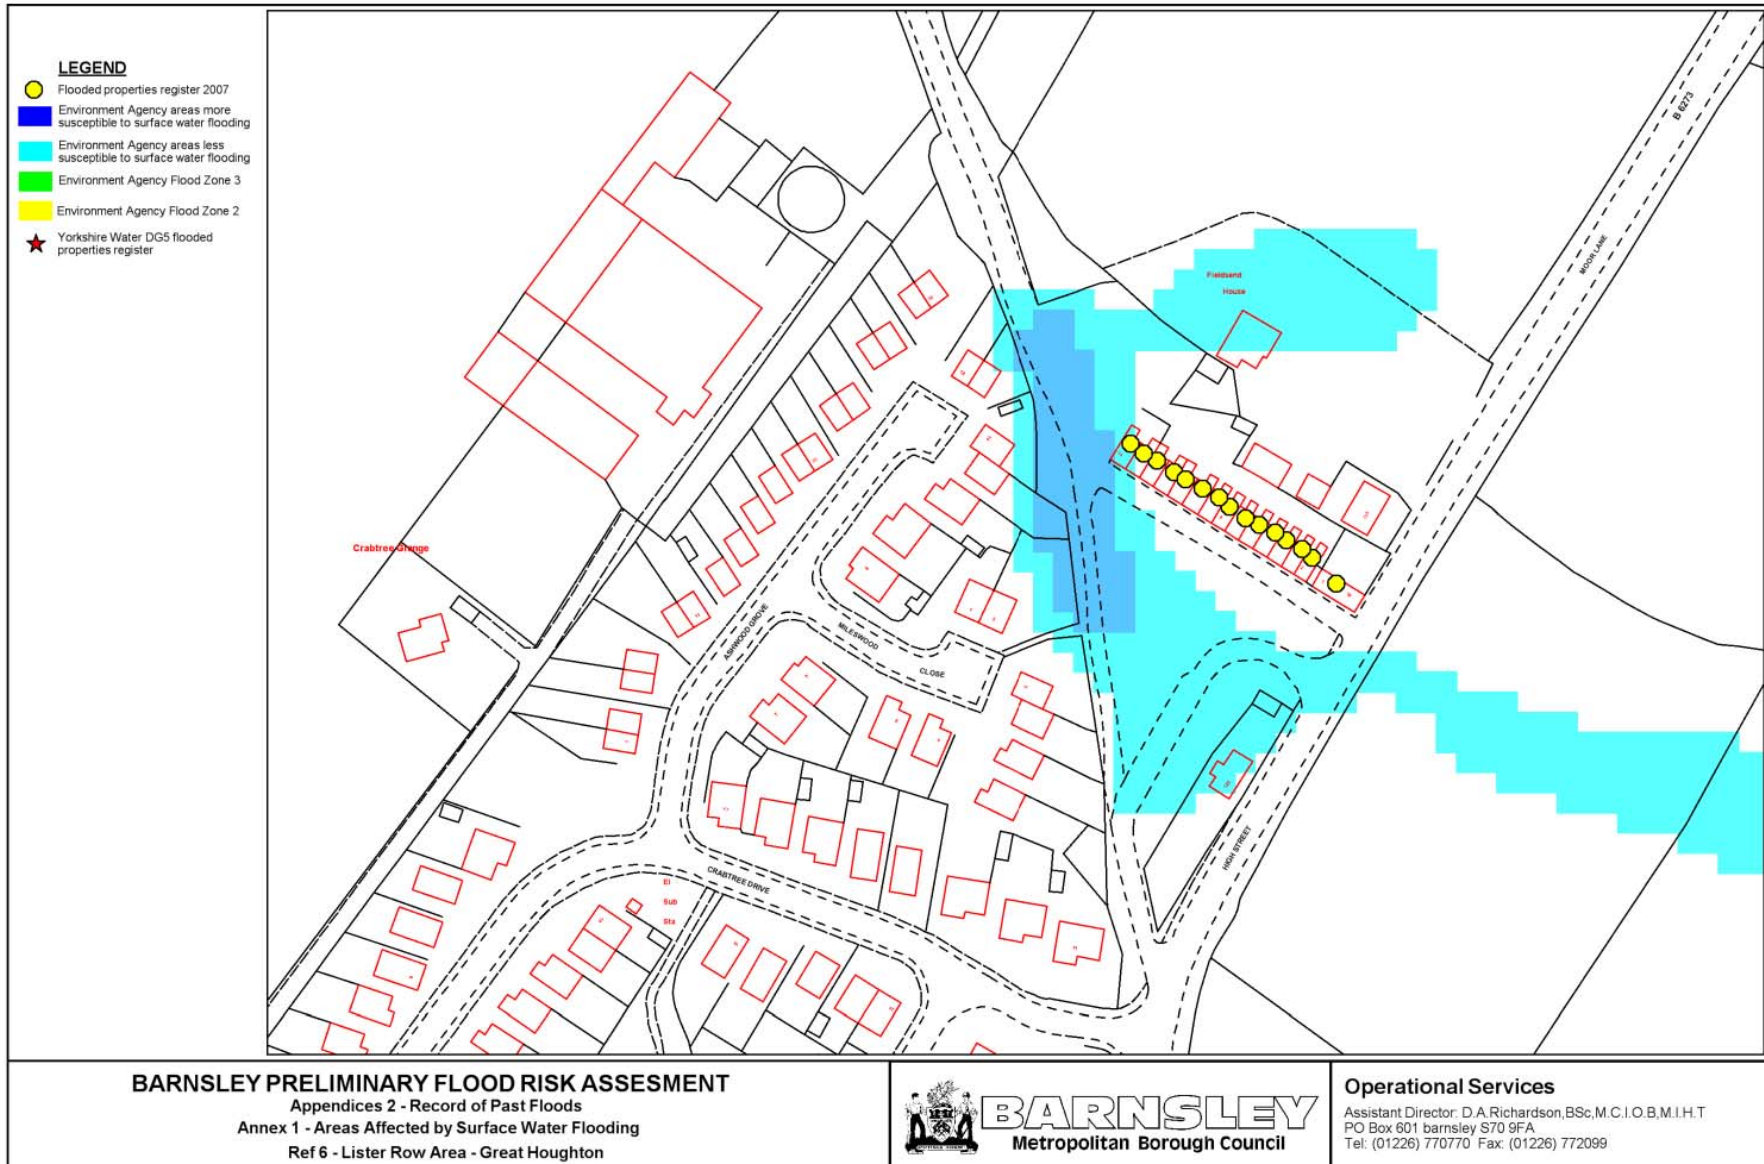 LEGEND
Flooded properties register 2007
Environment Agency areas more
susceptible to surface water flooding
Environment Agency areas less
susceptible to surface water flooding
Environment Agency Flood Zone 3
Environment Agency Flood Zone 2
Yorkshire Water DG5 flooded
properties register
B 6273
MOOR LANE
Fieldsend
House
Crabtree Grange
ASHWOOD GROVE
MILESWOOD
CLOSE
HIGH STREET
CRABTREE DRIVE
El
Sub
Sta
BARNSLEY PRELIMINARY FLOOD RISK ASSESMENT
Appendices 2 - Record of Past Floods
Annex 1 - Areas Affected by Surface Water Flooding
Ref 6 - Lister Row Area - Great Houghton
BARNSLEY
Metropolitan Borough Council
Operational Services
Assistant Director: D.A.Richardson,BSc,M.C.I.O.B,M.I.H.T
PO Box 601 barnsley S70 9FA
Tel: (01226) 770770 Fax: (01226) 772099